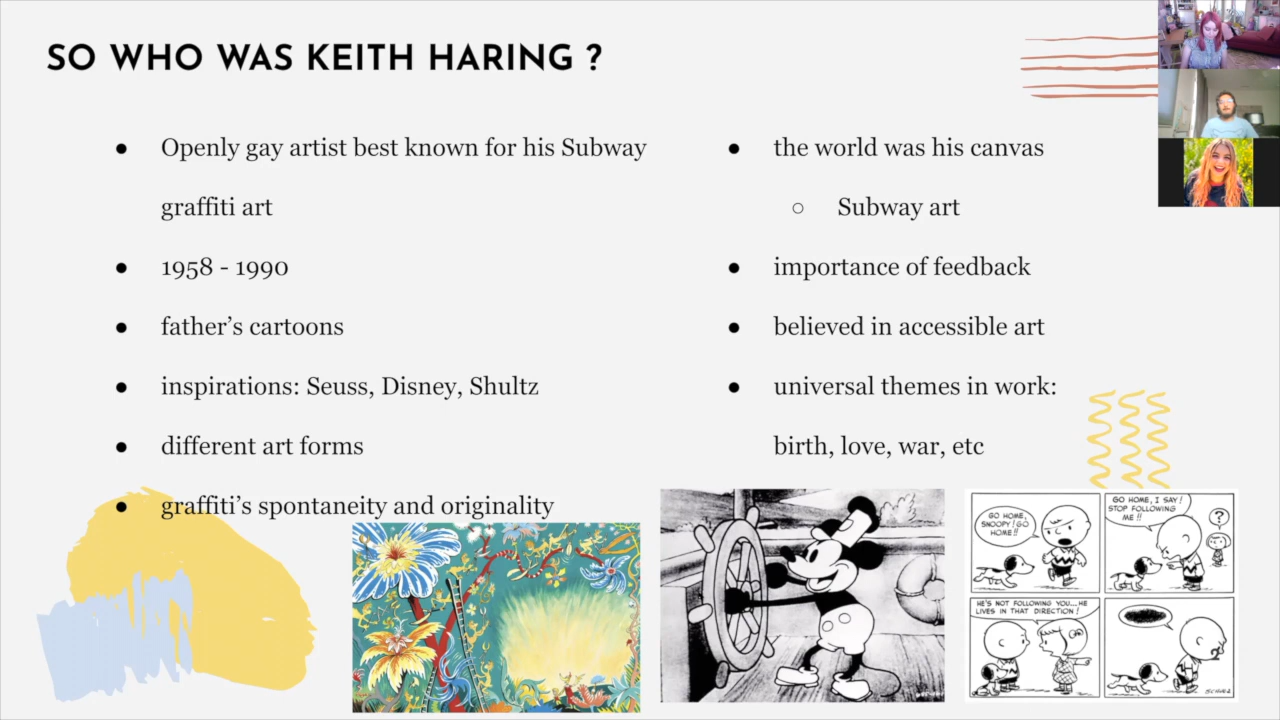 SO WHO WAS KEITH HARING ?
● Openly gay artist best known for his Subway
graffiti art
● 1958 - 1990
● father's cartoons
● inspirations: Seuss, Disney, Shultz
● different art forms
● graffiti's spontaneity and originality
● the world was his canvas
○ Subway art
● importance of feedback
● believed in accessible art
● universal themes in work:
birth, love, war, etc
GO HOME,
SNOOPY! GO
HOME!!
GO HOME, I SAY!
STOP FOLLOWING
ME!!
?
HE'S NOT FOLLOWING YOU...HE
LIVES IN THAT DIRECTION!